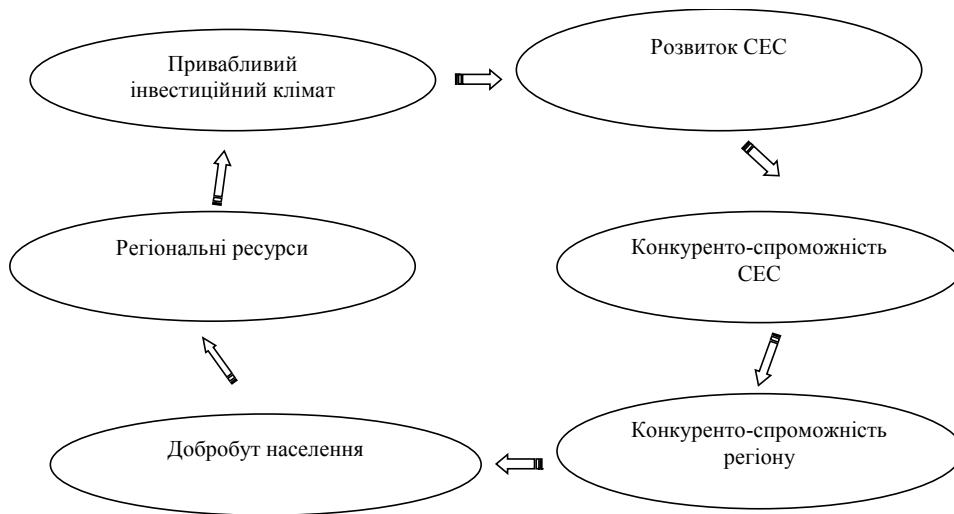 Привабливий
інвестиційний клімат
Розвиток СЕС
Регіональні ресурси
Конкуренто-спроможність
СЕС
Добробут населення
Конкуренто-спроможність
регіону